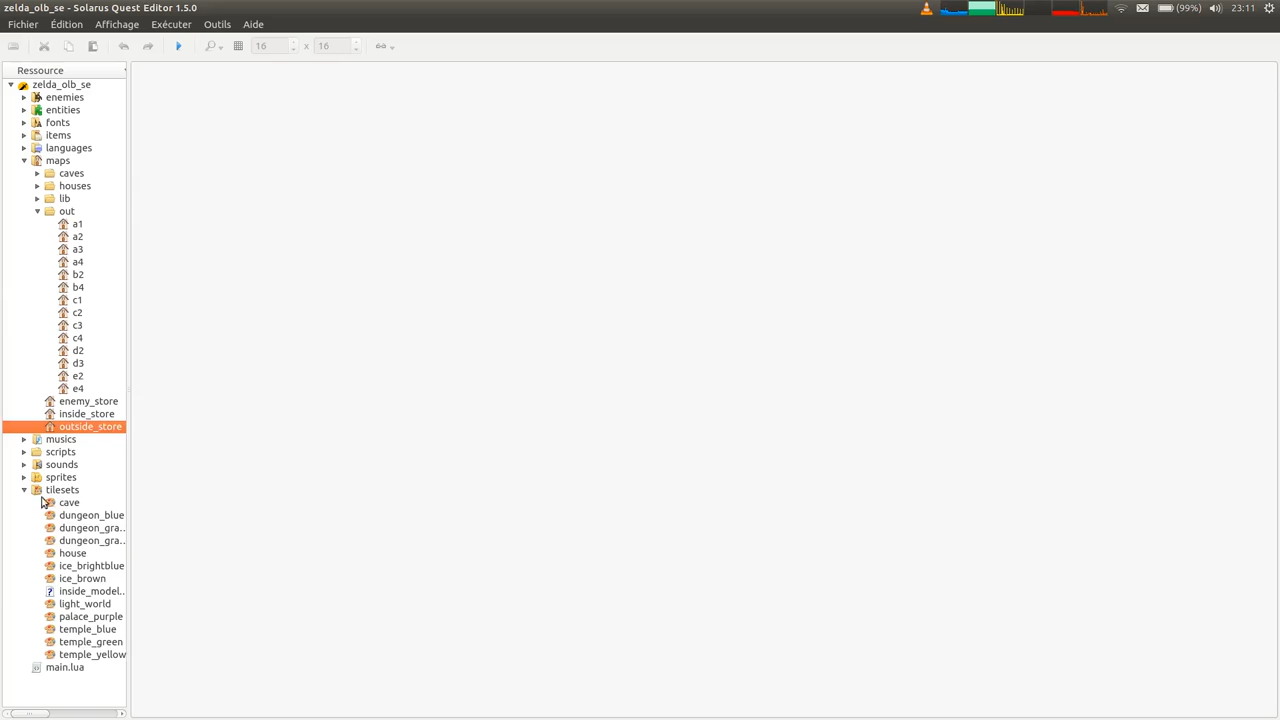 zelda_olb_se - Solarus Quest Editor 1.5.0
(99%) 23:11
Fichier Édition Affichage Exécuter Outils Aide
16 x 16
Ressource
zelda_olb_se
enemies
entities
fonts
items
languages
maps
caves
houses
lib
out
a1
a2
a3
a4
b2
b4
c1
c2
c3
c4
d2
d3
e2
e4
enemy_store
inside_store
outside_store
musics
scripts
sounds
sprites
tilesets
cave
dungeon_blue
dungeon_gra..
dungeon_gra..
house
ice_brightblue
ice_brown
inside_model..
light_world
palace_purple
temple_blue
temple_green
temple_yellow
main.lua